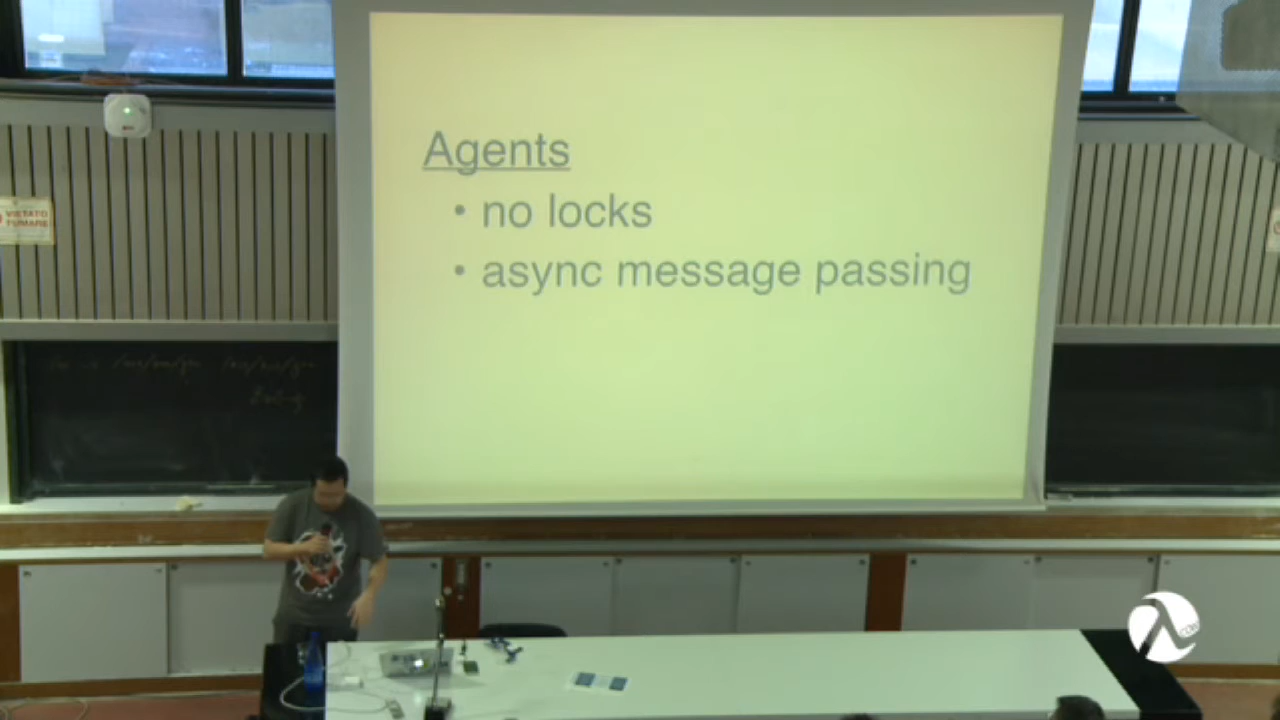 Agents
• no locks
• async message passing
VIETATO
FUMARE